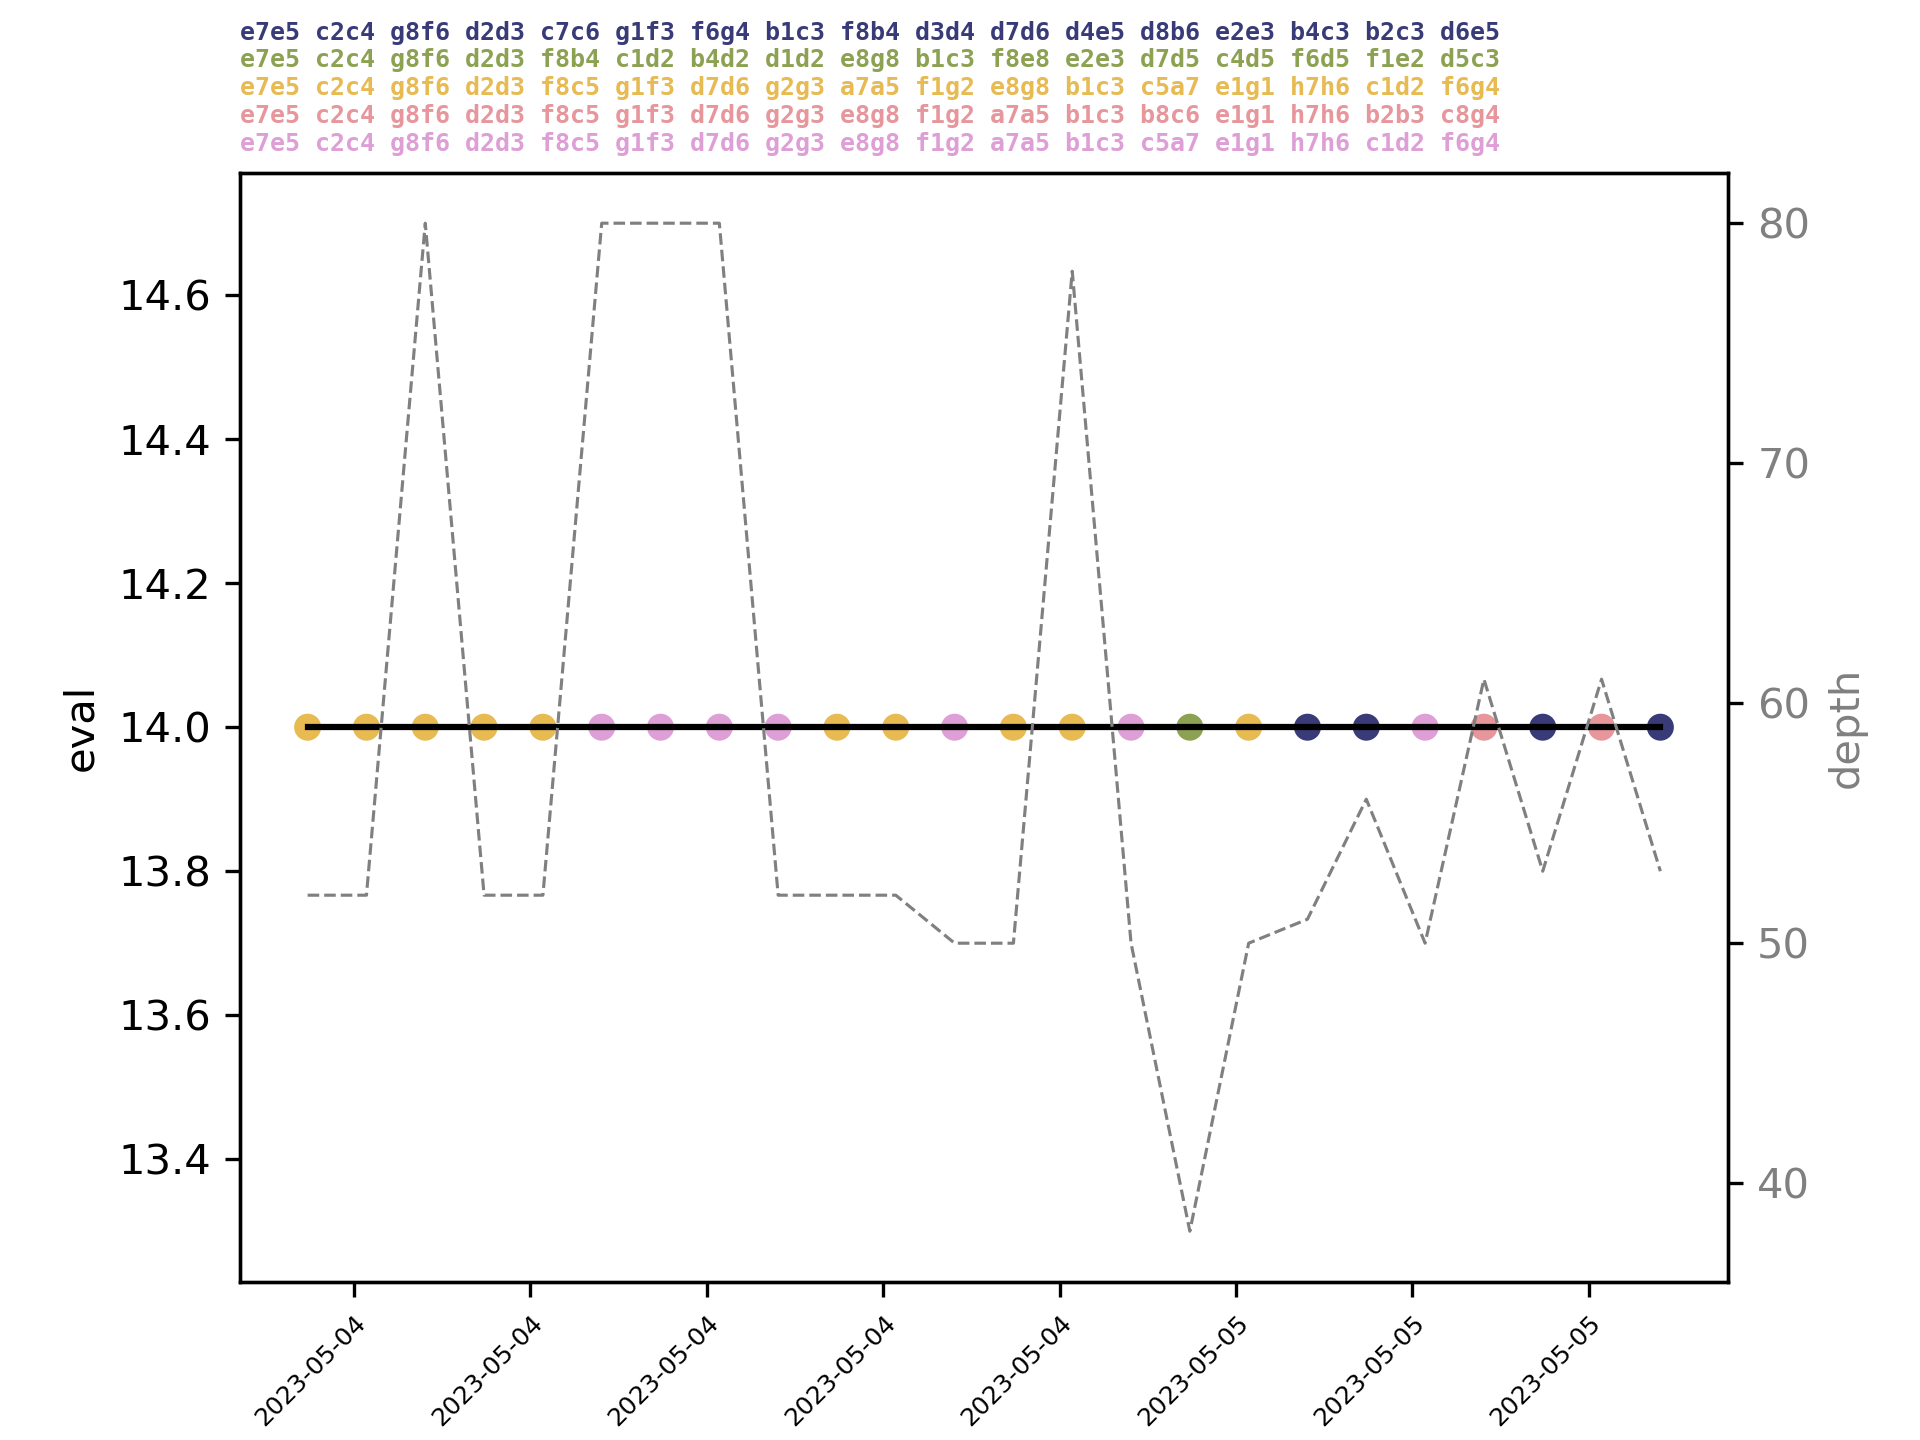 e7e5 c2c4 g8f6 d2d3 c7c6 g1f3 f6g4 b1c3 f8b4 d3d4 d7d6 d4e5 d8b6 e2e3 b4c3 b2c3 d6e5
e7e5 c2c4 g8f6 d2d3 f8b4 c1d2 b4d2 d1d2 e8g8 b1c3 f8e8 e2e3 d7d5 c4d5 f6d5 f1e2 d5c3
e7e5 c2c4 g8f6 d2d3 f8c5 g1f3 d7d6 g2g3 a7a5 f1g2 e8g8 b1c3 c5a7 e1g1 h7h6 c1d2 f6g4
e7e5 c2c4 g8f6 d2d3 f8c5 g1f3 d7d6 g2g3 e8g8 f1g2 a7a5 b1c3 b8c6 e1g1 h7h6 b2b3 c8g4
e7e5 c2c4 g8f6 d2d3 f8c5 g1f3 d7d6 g2g3 e8g8 f1g2 a7a5 b1c3 c5a7 e1g1 h7h6 c1d2 f6g4
14.6
14.4
14.2
14.0
13.8
13.6
13.4
eval
80
70
60
50
40
depth
2023-05-04
2023-05-04
2023-05-04
2023-05-04
2023-05-04
2023-05-05
2023-05-05
2023-05-05